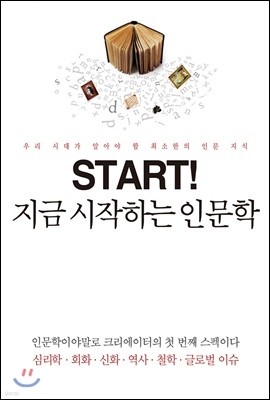 우리 시대가 알아야 할 최소한의 인문 지식
START!
지금 시작하는 인문학
인문학이야말로 크리에이터의 첫 번째 스펙이다
심리학·회화·신화·역사·철학·글로벌 이슈
yes24